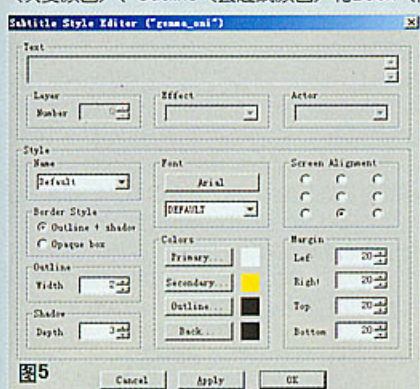 Subtitle Style Editor ("gemma_oni")
Text
Layer
Number 0
Effect
Actor
Style
Name
Default
Font
Arial
DEFAULT
Screen Alignment
Border Style
Outline + shadow
Opaque box
Colors
Primary...
Secondary...
Outline...
Back...
Margin
Left 20
Right 20
Top 20
Bottom 20
Outline
Width 2
Shadow
Depth 3
图5
Cancel
Apply
OK